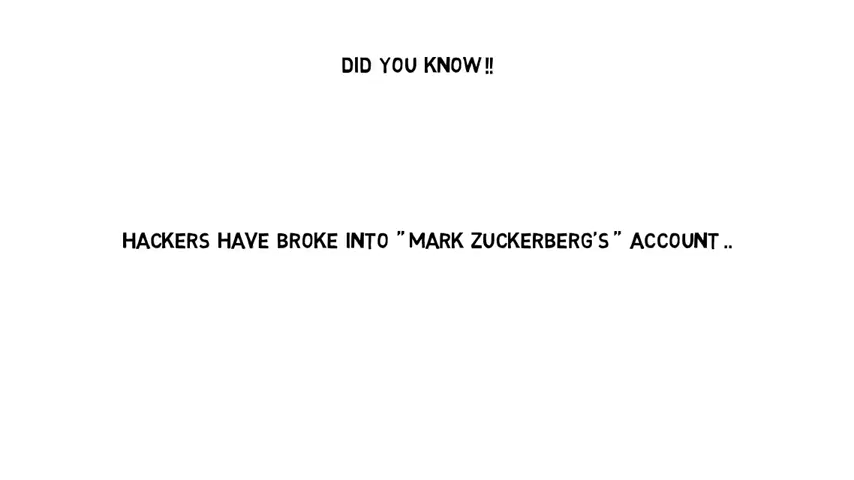 DID YOU KNOW!!
HACKERS HAVE BROKE INTO "MARK ZUCKERBERG'S" ACCOUNT..